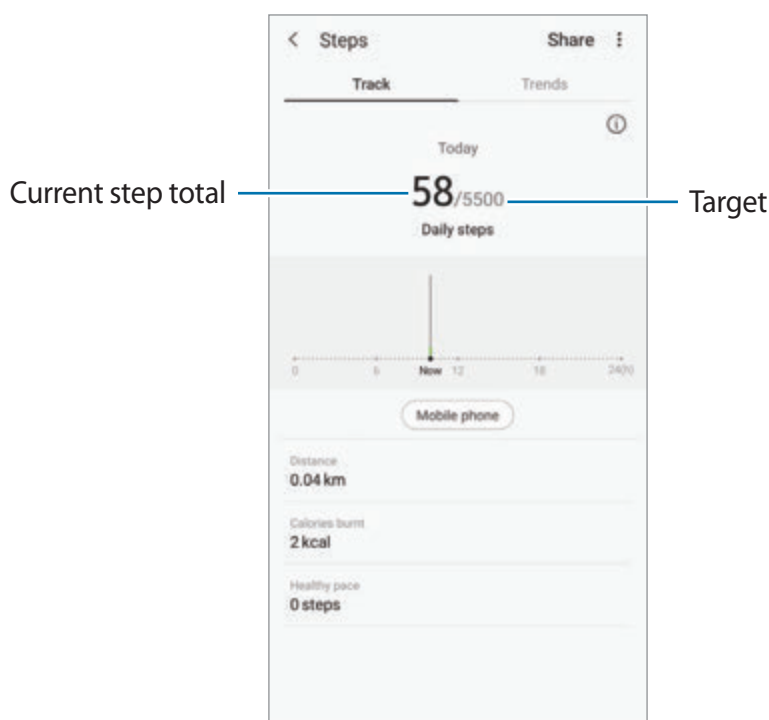 Steps Share
Track Trends
Today
Current step total 58/5500 Target
Daily steps
0 6 Now 12 18 24(h)
Mobile phone
Distance
0.04 km
Calories burnt
2 kcal
Healthy pace
0 steps